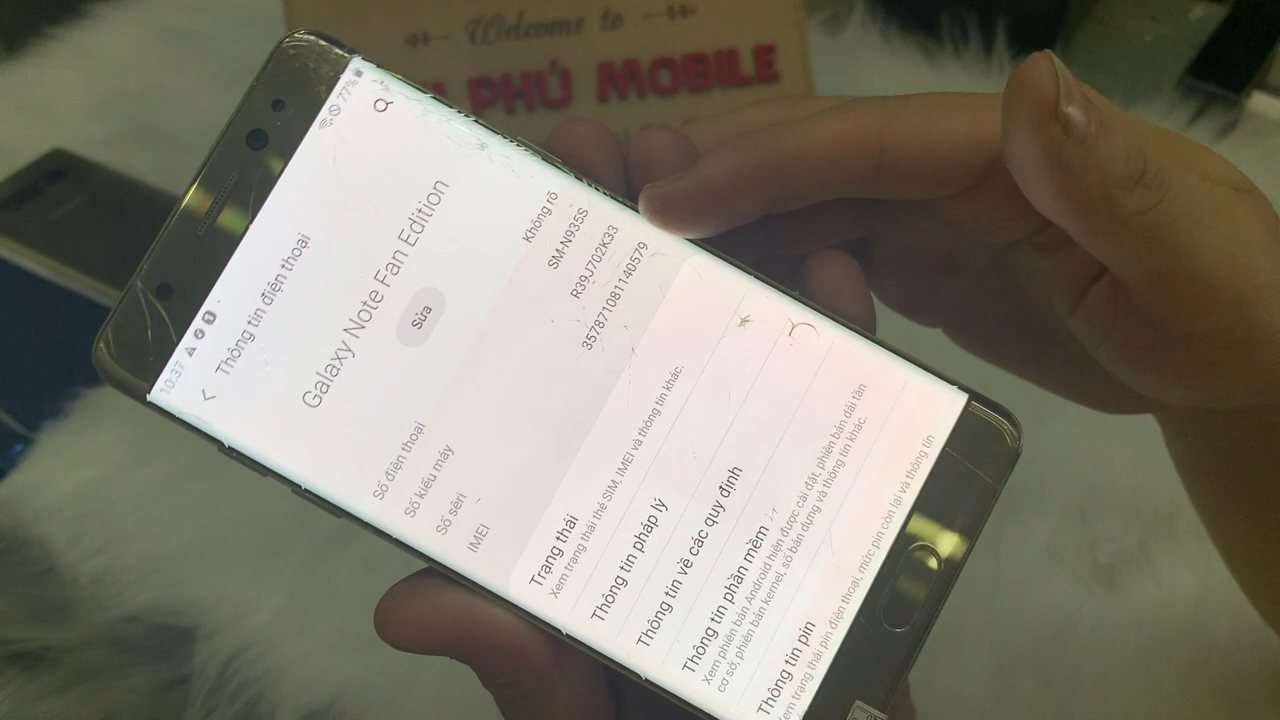 Welcome to
PHÚ MOBILE
10:37
77%
Thông tin điện thoại
Galaxy Note Fan Edition
Sửa
Số điện thoại Không rõ
Số kiểu máy SM-N935S
Số sêri R39J702K33
IMEI 357871081140579
Trạng thái
Xem trạng thái thẻ SIM, IMEI và thông tin khác.
Thông tin pháp lý
Thông tin về các quy định
Thông tin phần mềm
Xem phiên bản Android hiện được cài đặt, phiên bản dải tần
cơ sở, phiên bản kernel, số bản dựng và thông tin khác.
Thông tin pin
Xem trạng thái pin điện thoại, mức pin còn lại và thông tin